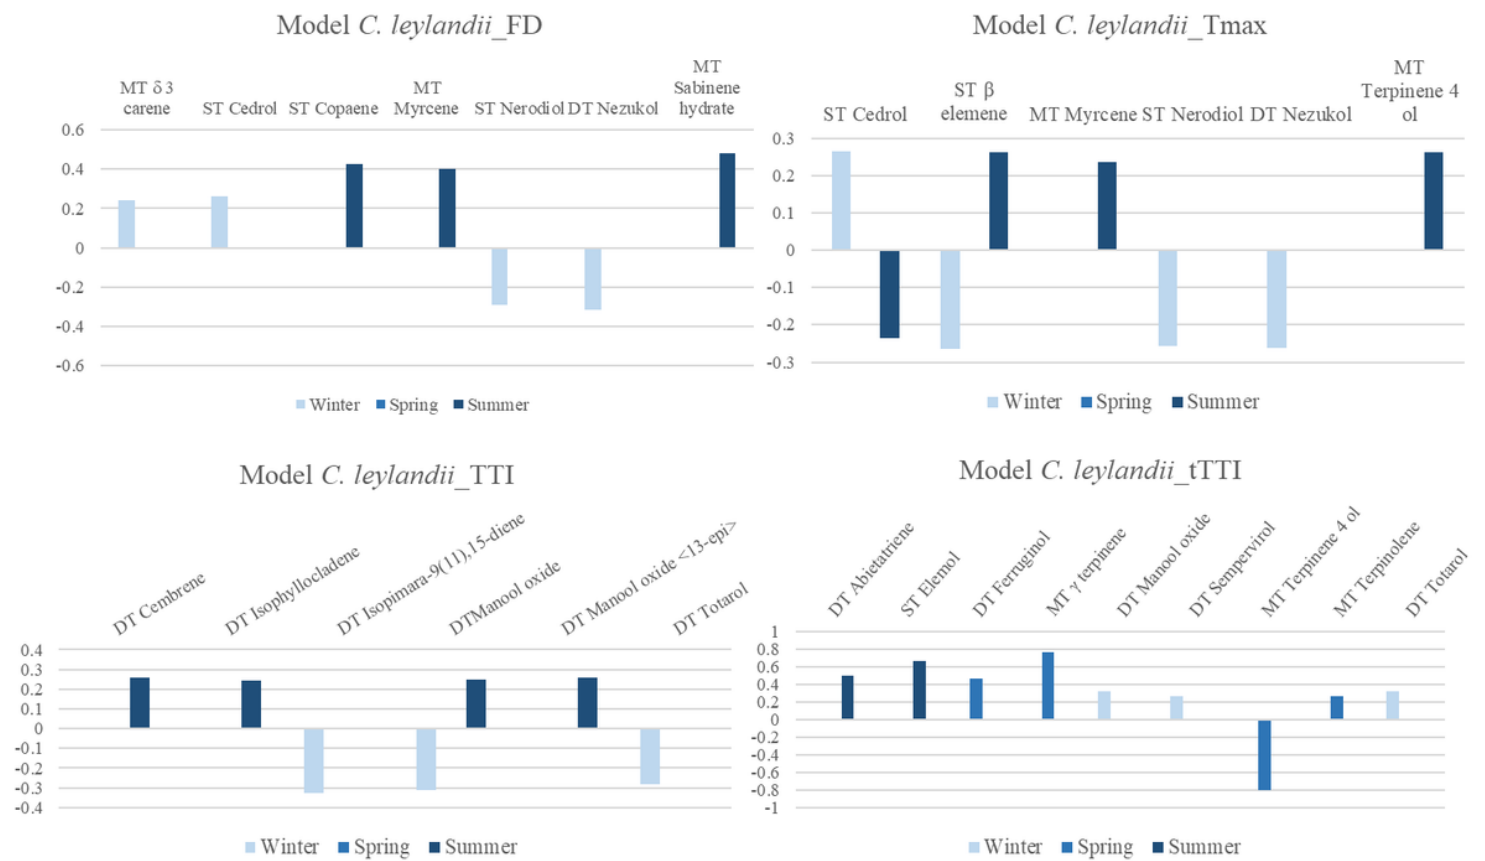 Model C. leylandii_FD
MT δ 3
carene
ST Cedrol
ST Copaene
MT
Myrcene
ST Nerodiol
DT Nezukol
MT
Sabinene
hydrate
0.6
0.4
0.2
0
-0.2
-0.4
-0.6
Winter Spring Summer
Model C. leylandii_Tmax
ST Cedrol
ST β
elemene
MT Myrcene
ST Nerodiol
DT Nezukol
MT
Terpinene 4
ol
0.3
0.2
0.1
0
-0.1
-0.2
-0.3
Winter Spring Summer
Model C. leylandii_TTI
DT Cembrene
DT Isophyllocladene
DT Isopimara-9(11),15-diene
DTManool oxide
DT Manool oxide <13-epi>
DT Totarol
0.4
0.3
0.2
0.1
0
-0.1
-0.2
-0.3
-0.4
Winter Spring Summer
Model C. leylandii_tTTI
DT Abietatriene
ST Elemol
DT Ferruginol
MT γ terpinene
DT Manool oxide
DT Sempervirol
MT Terpinene 4 ol
MT Terpinolene
DT Totarol
1
0.8
0.6
0.4
0.2
0
-0.2
-0.4
-0.6
-0.8
-1
Winter Spring Summer